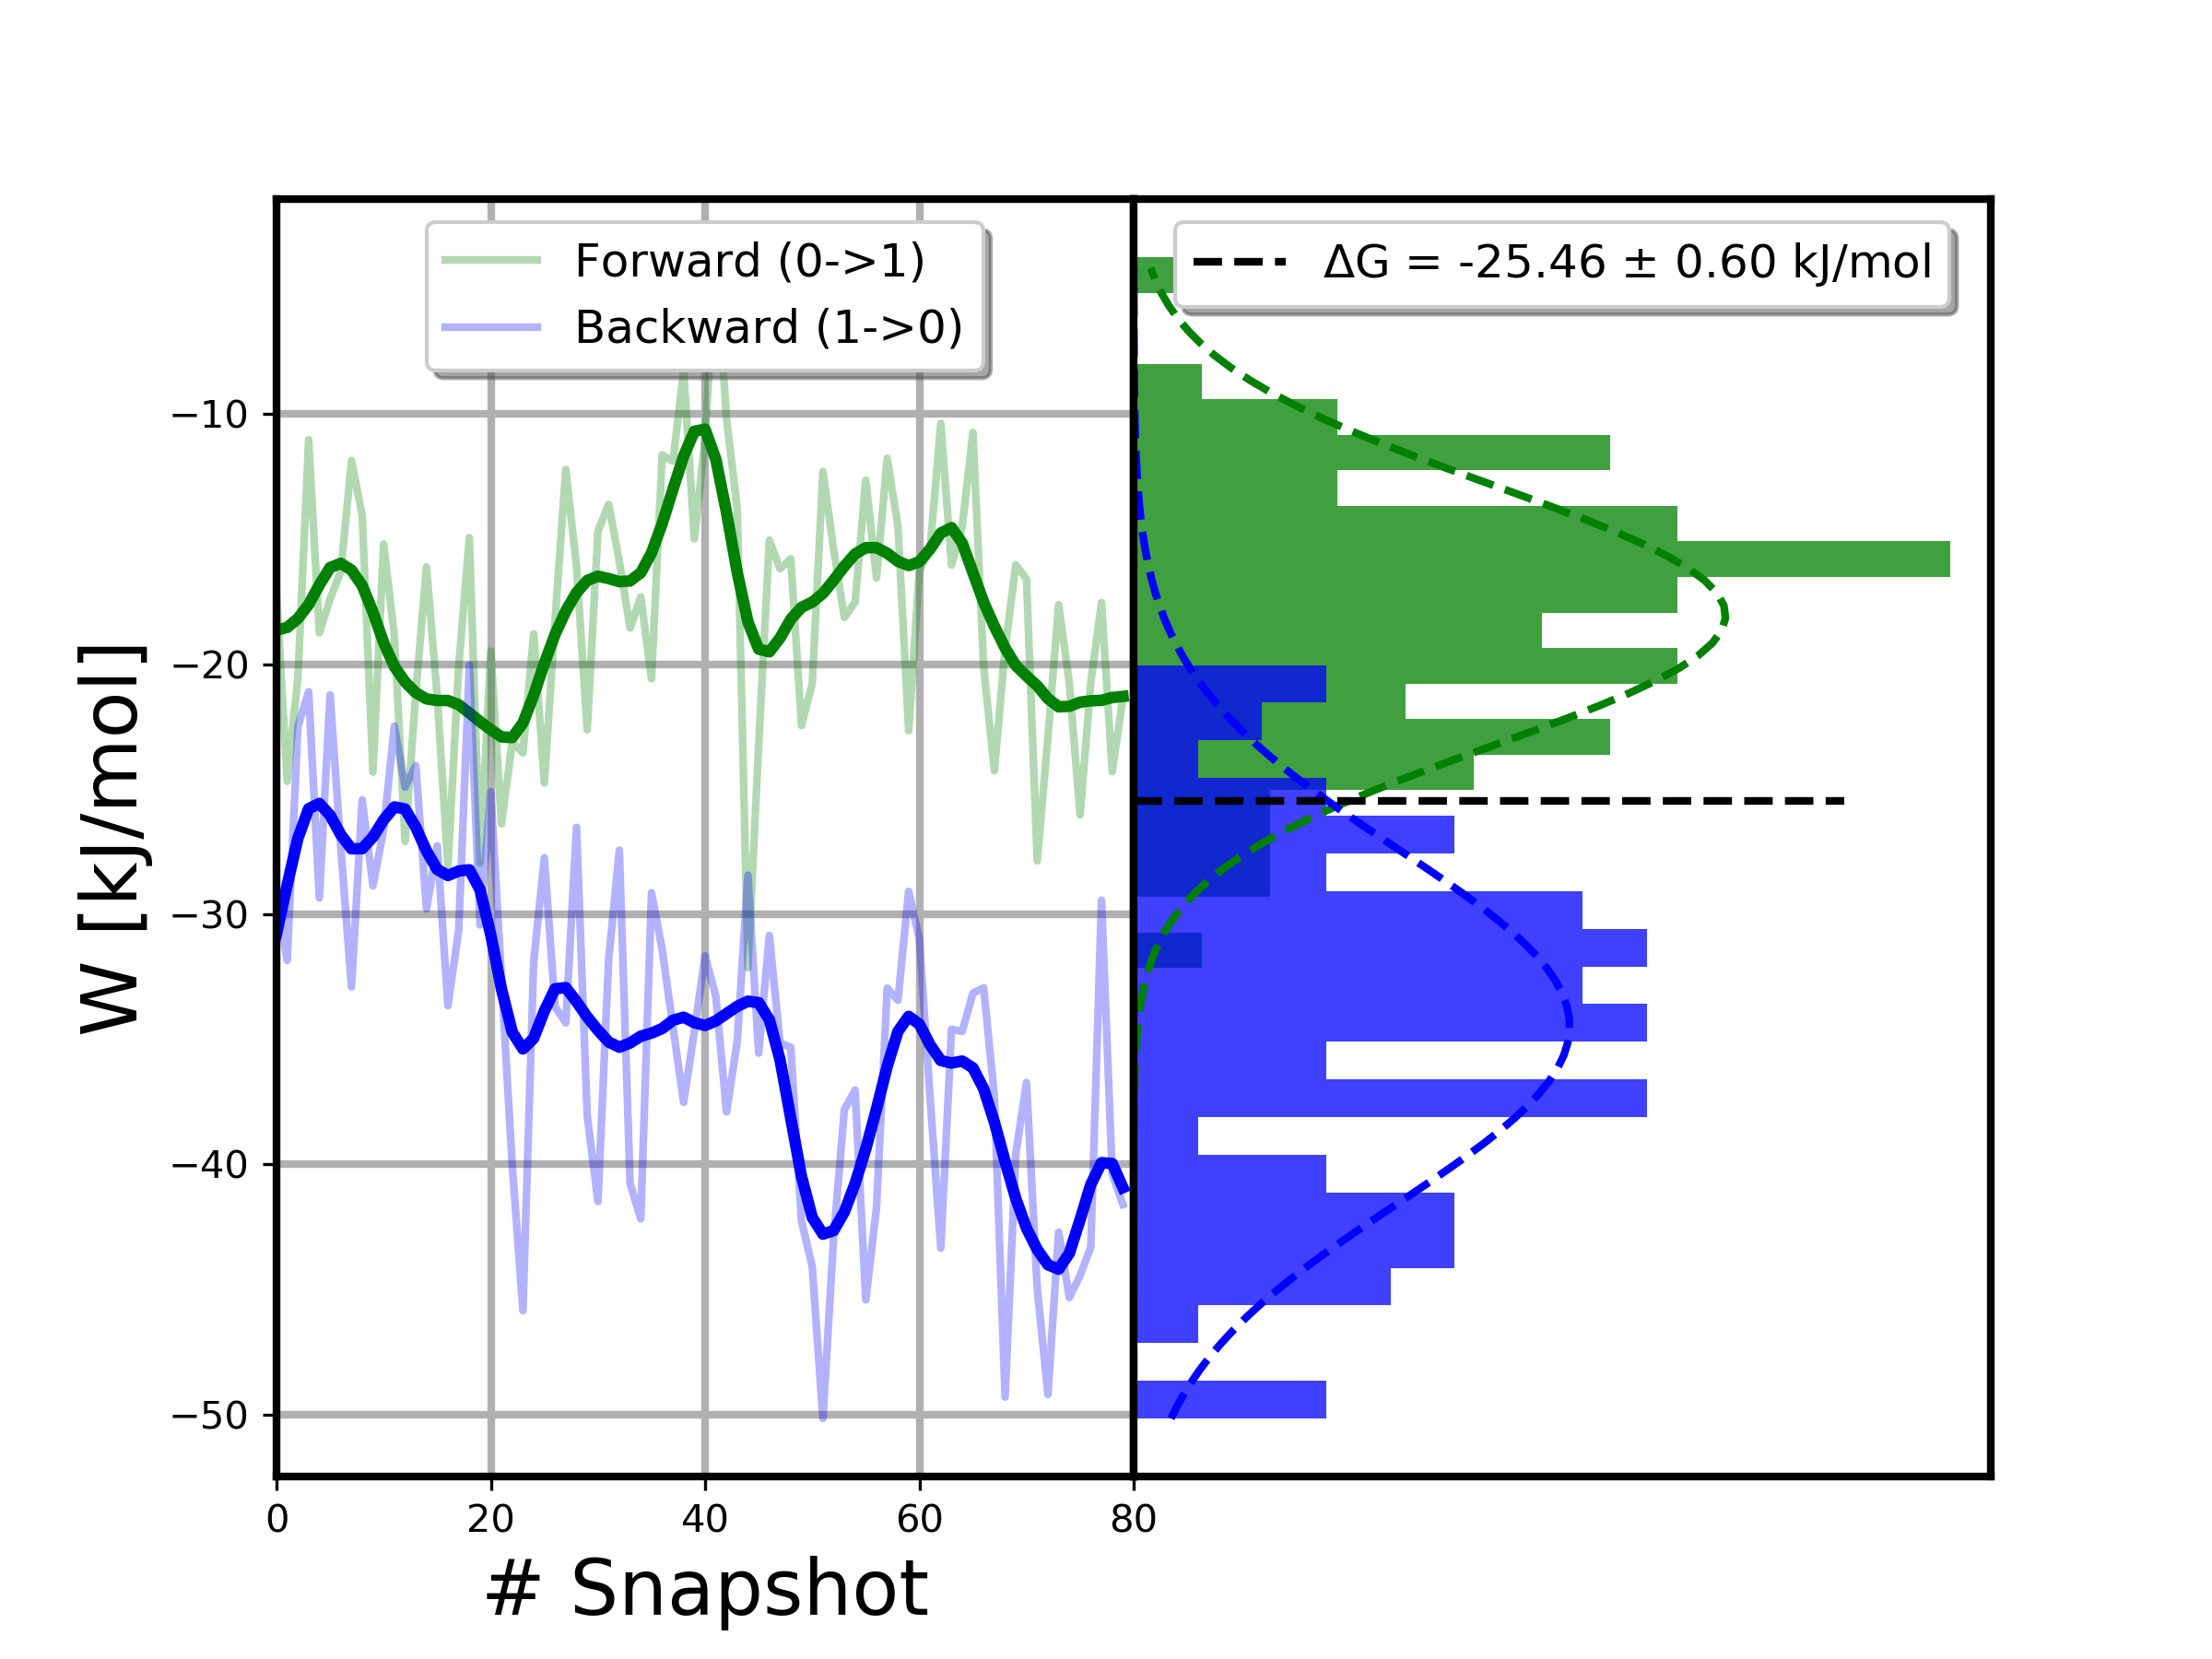 Forward (0->1)
Backward (1->0)
ΔG = -25.46 ± 0.60 kJ/mol
W [kJ/mol]
−10
−20
−30
−40
−50
0
20
40
60
80
# Snapshot